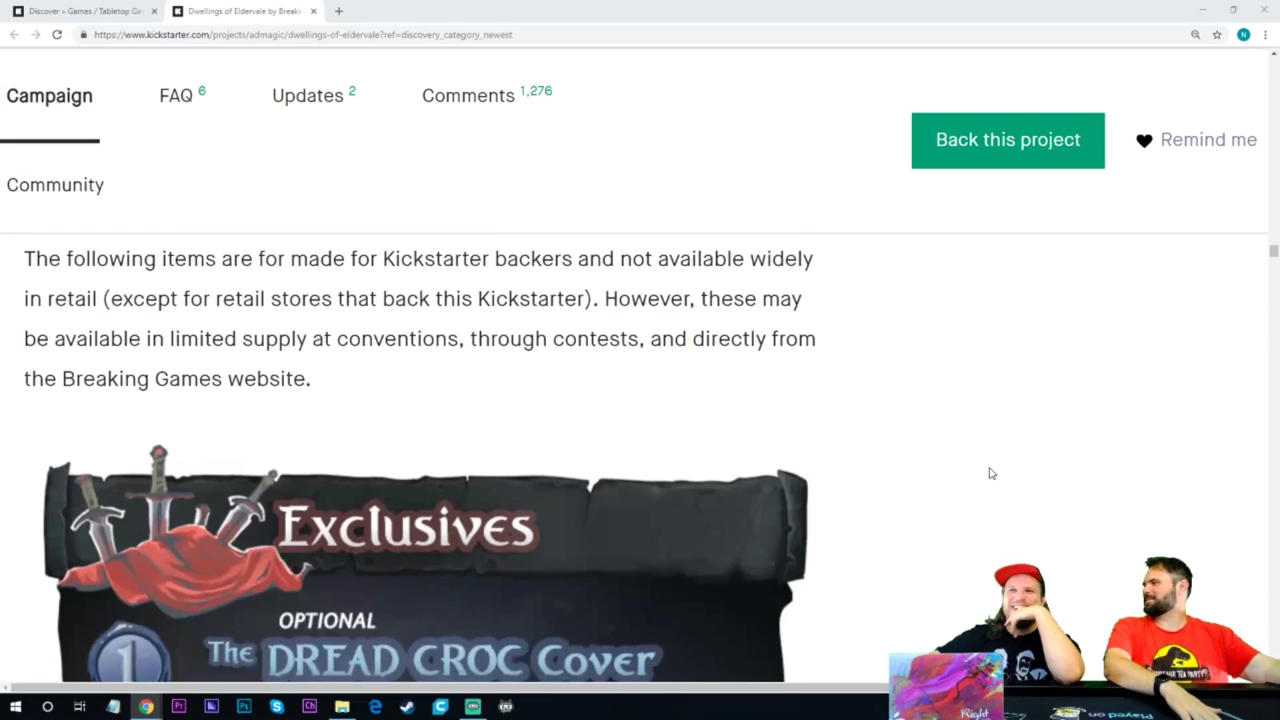 Discover » Games / Tabletop Ga
Dwellings of Eldervale by Breaki
https://www.kickstarter.com/projects/admagic/dwellings-of-eldervale?ref=discovery_category_newest
N
Campaign
FAQ 6
Updates 2
Comments 1,276
Back this project
Remind me
Community
The following items are for made for Kickstarter backers and not available widely
in retail (except for retail stores that back this Kickstarter). However, these may
be available in limited supply at conventions, through contests, and directly from
the Breaking Games website.
Exclusives
OPTIONAL
1
The DREAD CROC Cover
Right
Pr
Ps
Ch